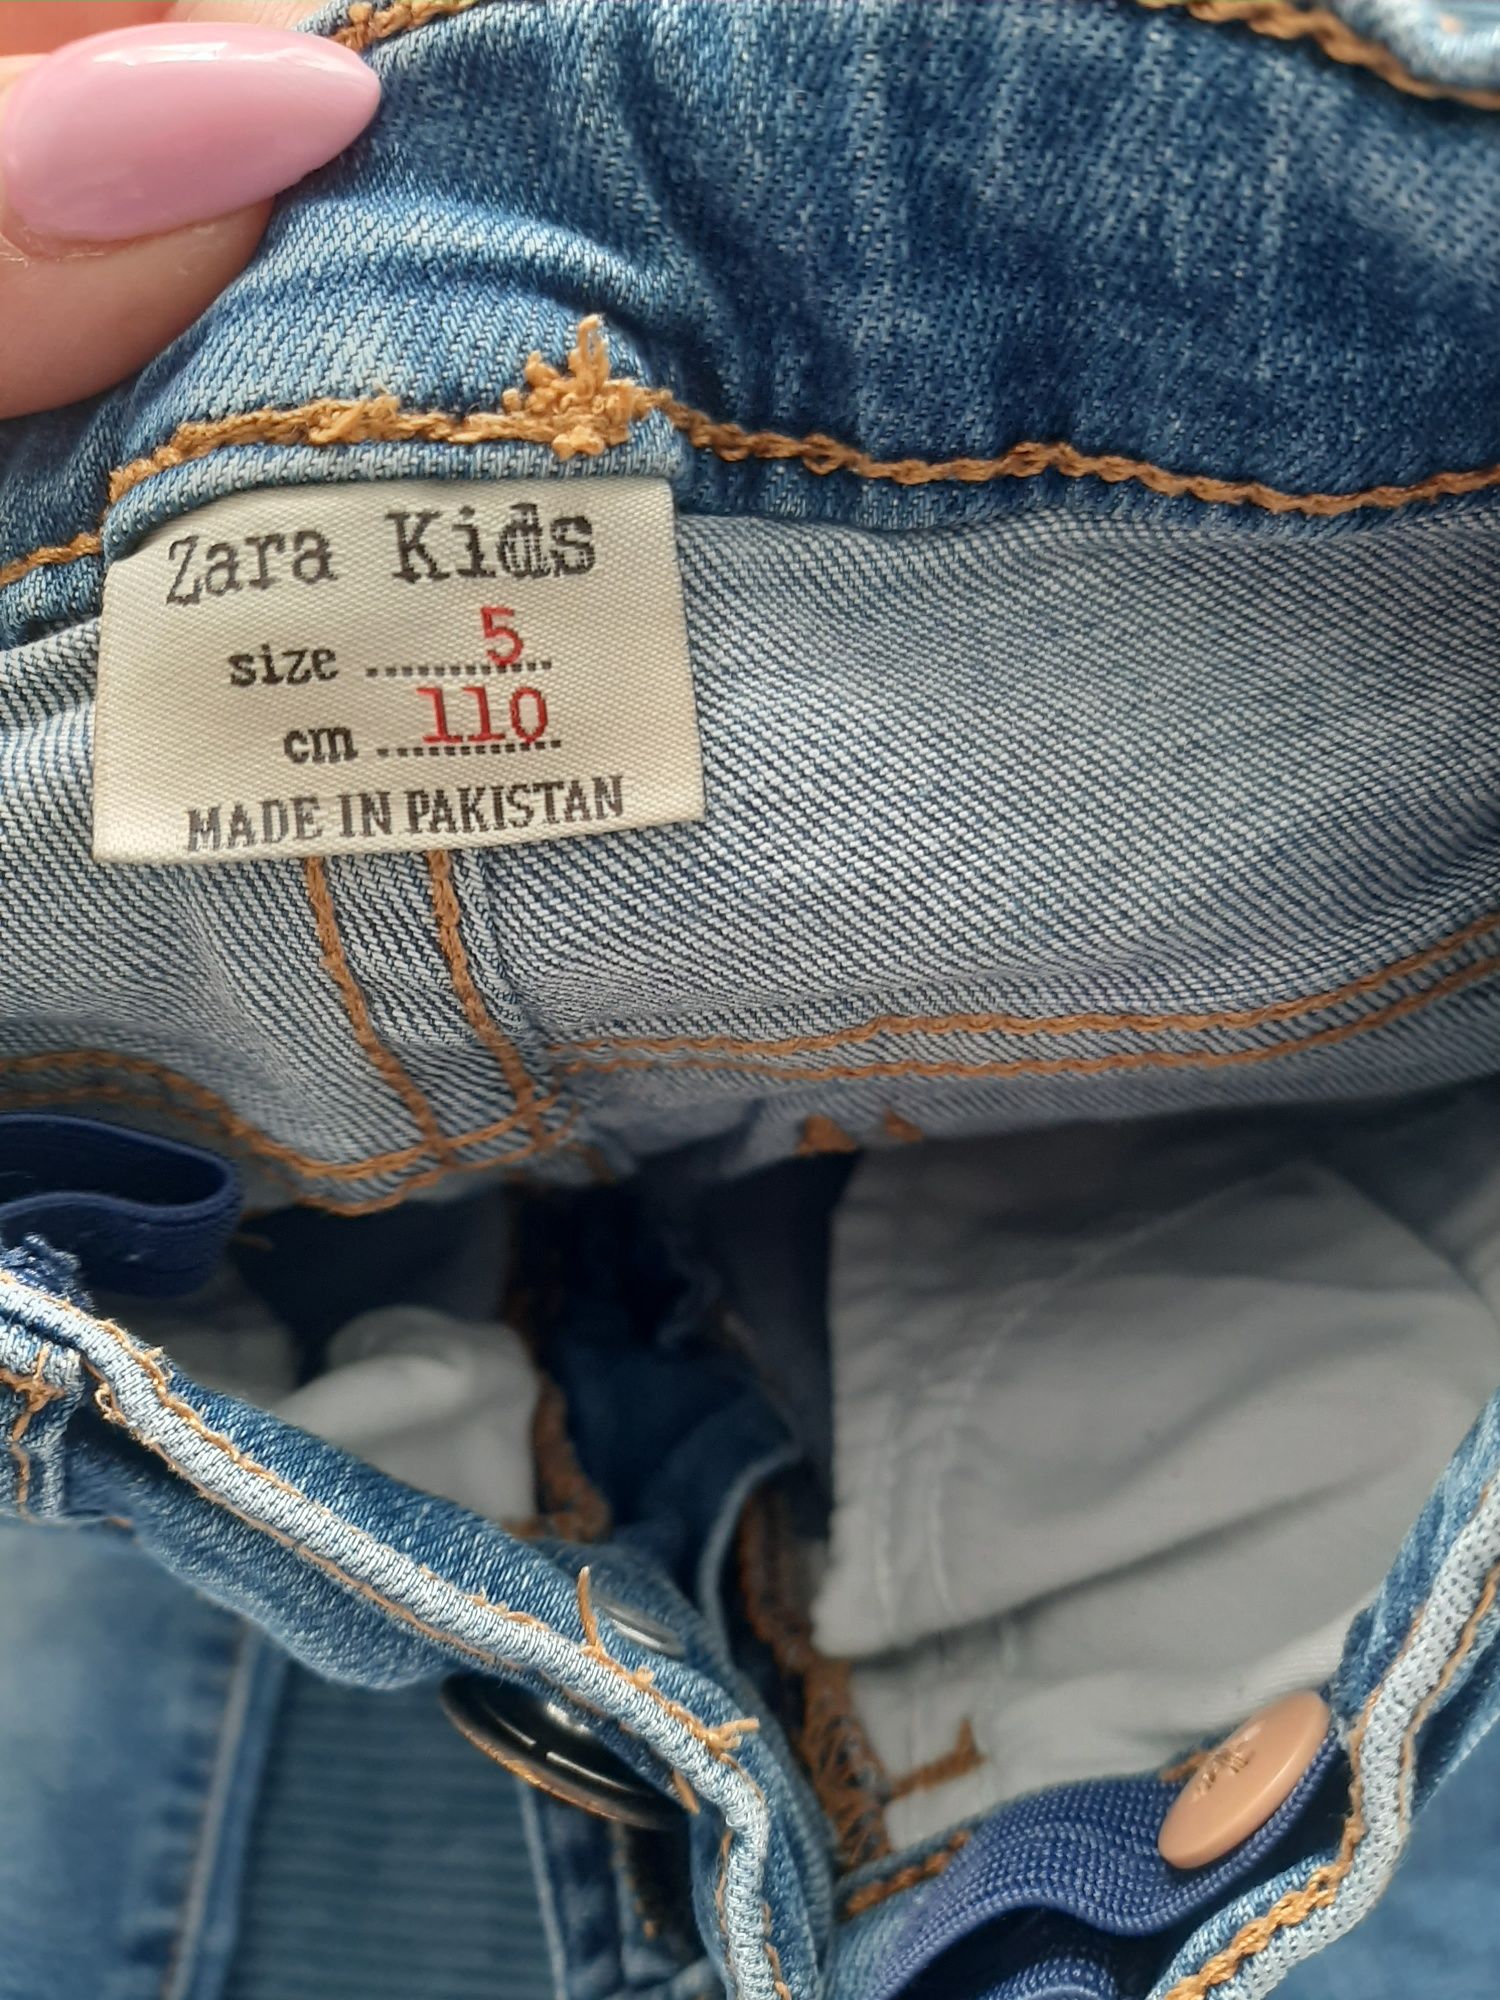 Zara Kids
size ............5...
cm ......110..
MADE IN PAKISTAN